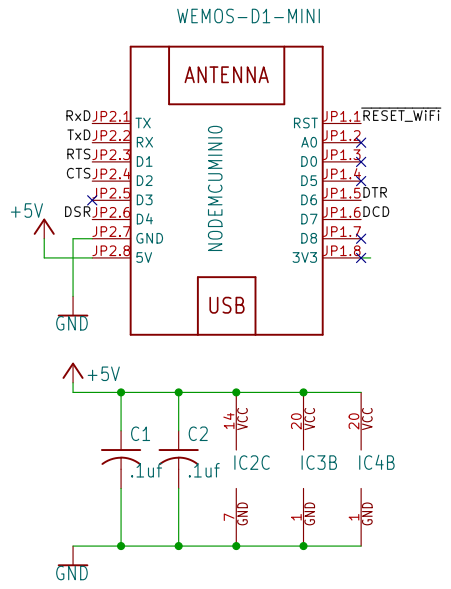 WEMOS-D1-MINI
ANTENNA
NODEMCUMINIO
USB
RxD JP2.1 TX RST JP1.1 RESET_WiFi
TxD JP2.2 RX A0 JP1.2
RTS JP2.3 D1 D0 JP1.3
CTS JP2.4 D2 D5 JP1.4
JP2.5 D3 D6 JP1.5 DTR
DSR JP2.6 D4 D7 JP1.6 DCD
JP2.7 GND D8 JP1.7
+5V JP2.8 5V 3V3 JP1.8
GND
+5V
14 VCC 20 VCC 20 VCC
C1 C2 IC2C IC3B IC4B
.1uf .1uf
7 GND 1 GND 1 GND
GND